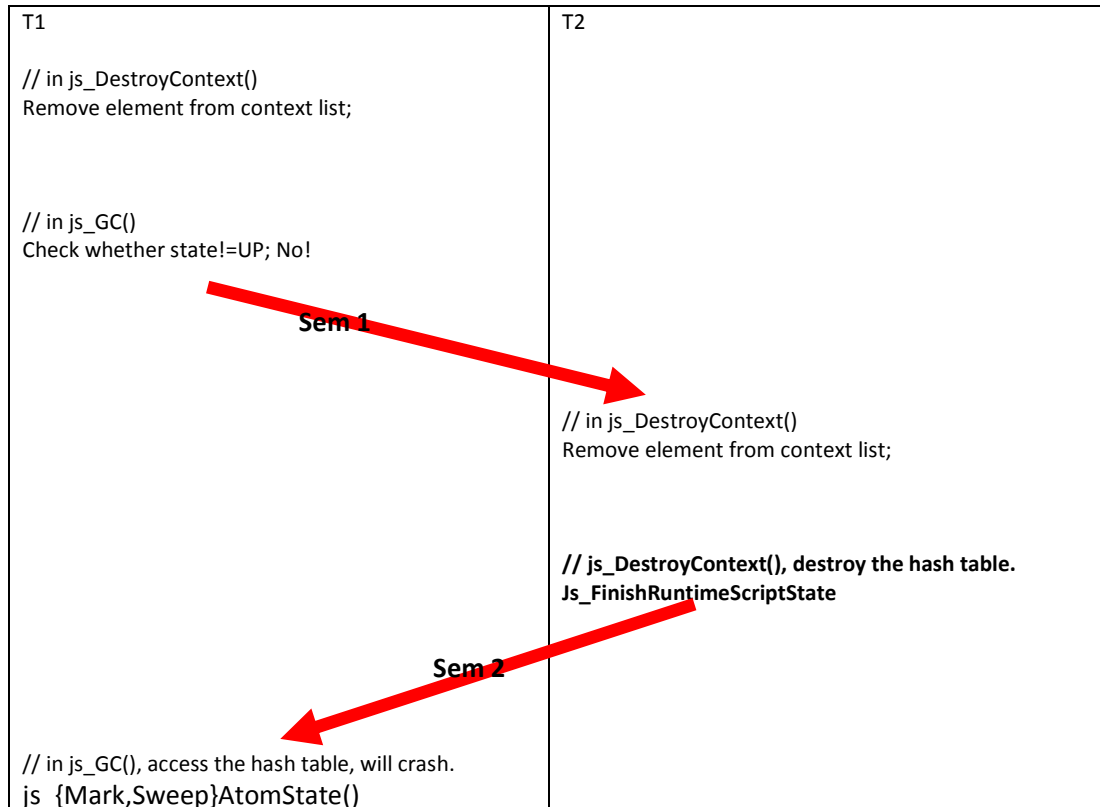 T1
// in js_DestroyContext()
Remove element from context list;
// in js_GC()
Check whether state!=UP; No!
Sem 1
T2
// in js_DestroyContext()
Remove element from context list;
// js_DestroyContext(), destroy the hash table.
Js_FinishRuntimeScriptState
Sem 2
// in js_GC(), access the hash table, will crash.
js_{Mark,Sweep}AtomState()